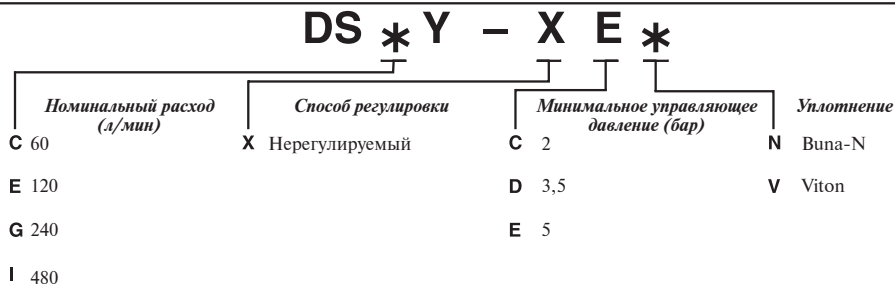 DS * Y – X E *
Номинальный расход (л/мин)
C 60
E 120
G 240
I 480
Способ регулировки
X Нерегулируемый
Минимальное управляющее давление (бар)
C 2
D 3,5
E 5
Уплотнение
N Buna-N
V Viton